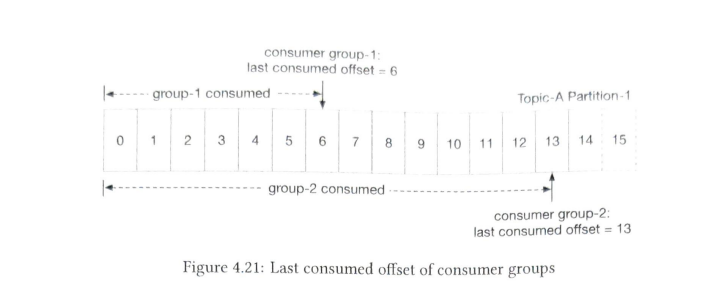 consumer group-1:
last consumed offset = 6
group-1 consumed
Topic-A Partition-1
0 1 2 3 4 5 6 7 8 9 10 11 12 13 14 15
group-2 consumed
consumer group-2:
last consumed offset = 13
Figure 4.21: Last consumed offset of consumer groups